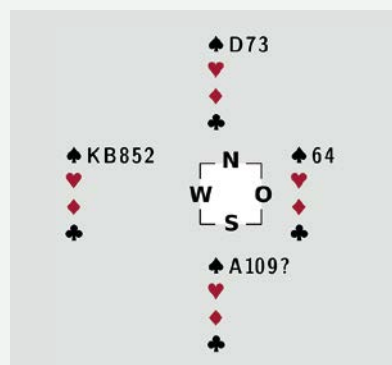 ♠ D73
♥
♦
♣
♠ KB852
♥
♦
♣
N
W O
S
♠ 64
♥
♦
♣
♠ A109?
♥
♦
♣